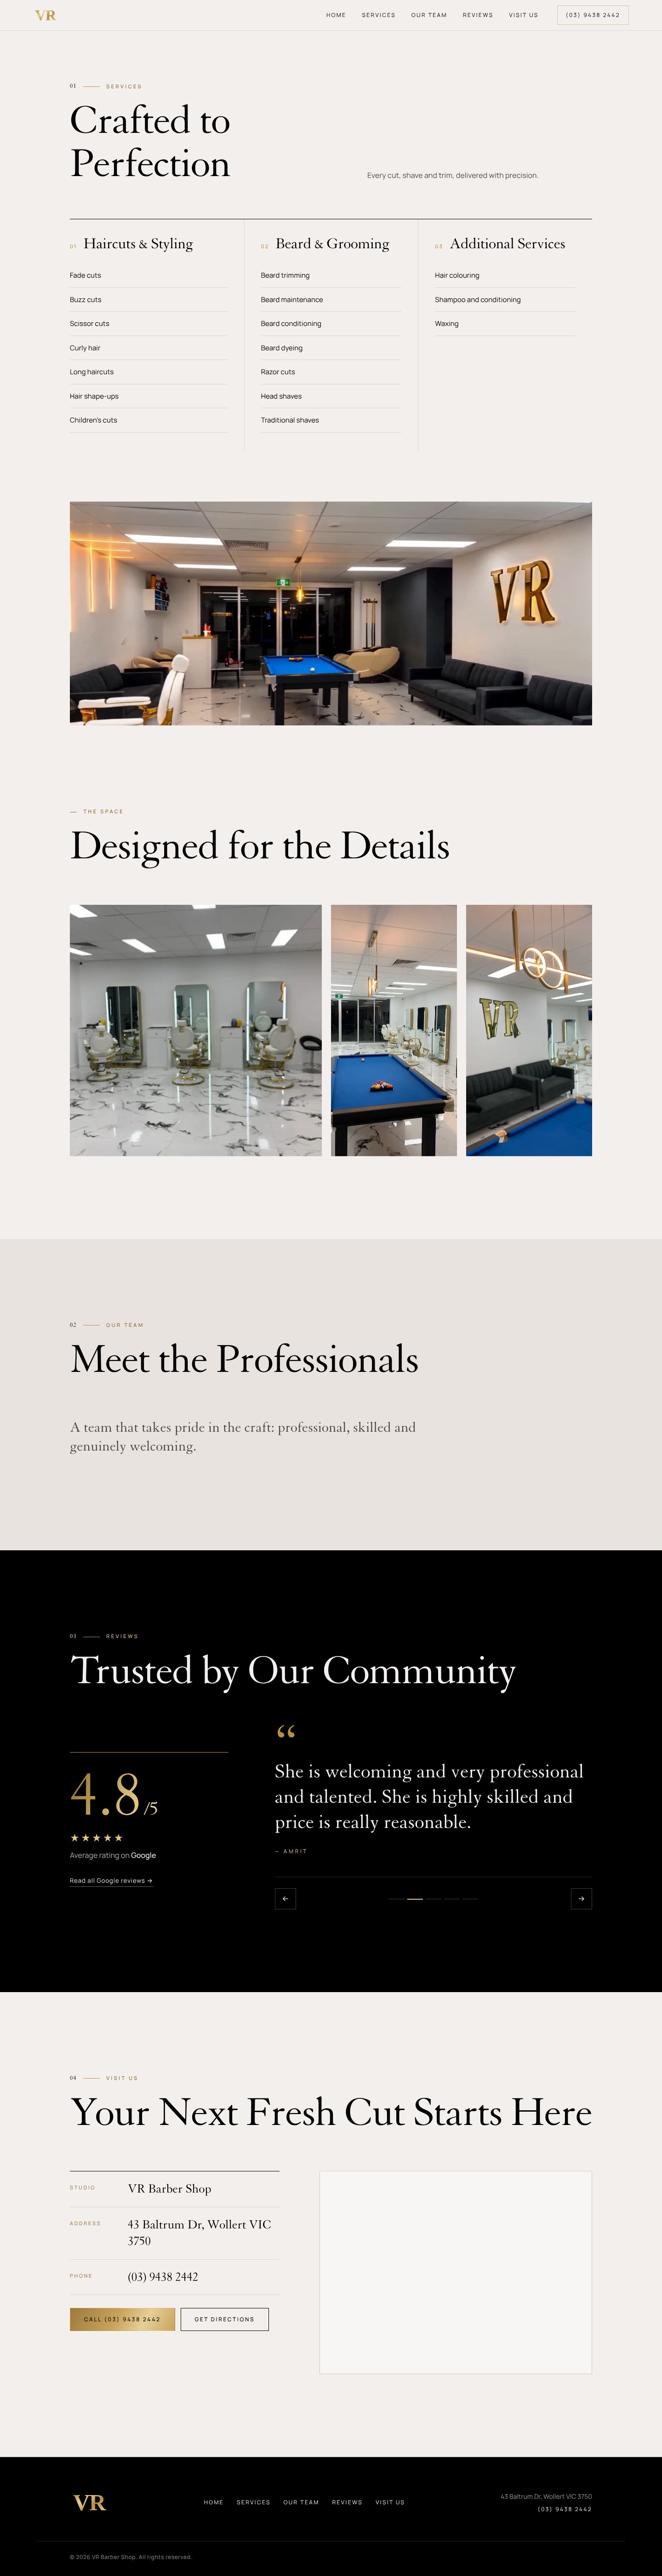 VR
HOME SERVICES OUR TEAM REVIEWS VISIT US (03) 9438 2442
01 SERVICES
Crafted to
Perfection
Every cut, shave and trim, delivered with precision.
01 Haircuts & Styling
Fade cuts
Buzz cuts
Scissor cuts
Curly hair
Long haircuts
Hair shape-ups
Children's cuts
02 Beard & Grooming
Beard trimming
Beard maintenance
Beard conditioning
Beard dyeing
Razor cuts
Head shaves
Traditional shaves
03 Additional Services
Hair colouring
Shampoo and conditioning
Waxing
VR
THE SPACE
Designed for the Details
VR
02 OUR TEAM
Meet the Professionals
A team that takes pride in the craft: professional, skilled and
genuinely welcoming.
03 REVIEWS
Trusted by Our Community
4.8/5
★★★★★
Average rating on Google
Read all Google reviews →
“
She is welcoming and very professional
and talented. She is highly skilled and
price is really reasonable.
— AMRIT
← →
04 VISIT US
Your Next Fresh Cut Starts Here
STUDIO VR Barber Shop
ADDRESS 43 Baltrum Dr, Wollert VIC
3750
PHONE (03) 9438 2442
CALL (03) 9438 2442 GET DIRECTIONS
VR
HOME SERVICES OUR TEAM REVIEWS VISIT US
43 Baltrum Dr, Wollert VIC 3750
(03) 9438 2442
© 2026 VR Barber Shop. All rights reserved.